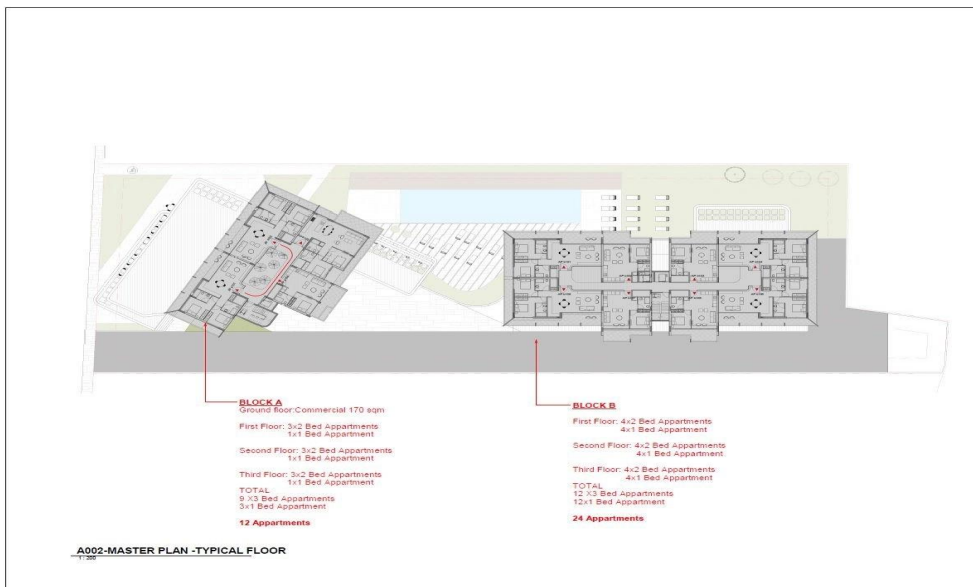 BLOCK A
Ground floor:Commercial 170 sqm
First Floor: 3x2 Bed Appartments
1x1 Bed Appartment
Second Floor: 3x2 Bed Appartments
1x1 Bed Appartment
Third Floor: 3x2 Bed Appartments
1x1 Bed Appartment
TOTAL
9 X3 Bed Appartments
3x1 Bed Appartment
12 Appartments
BLOCK B
First Floor: 4x2 Bed Appartments
4x1 Bed Appartment
Second Floor: 4x2 Bed Appartments
4x1 Bed Appartment
Third Floor: 4x2 Bed Appartments
4x1 Bed Appartment
TOTAL
12 X3 Bed Appartments
12x1 Bed Appartment
24 Appartments
A002-MASTER PLAN -TYPICAL FLOOR
1 : 200